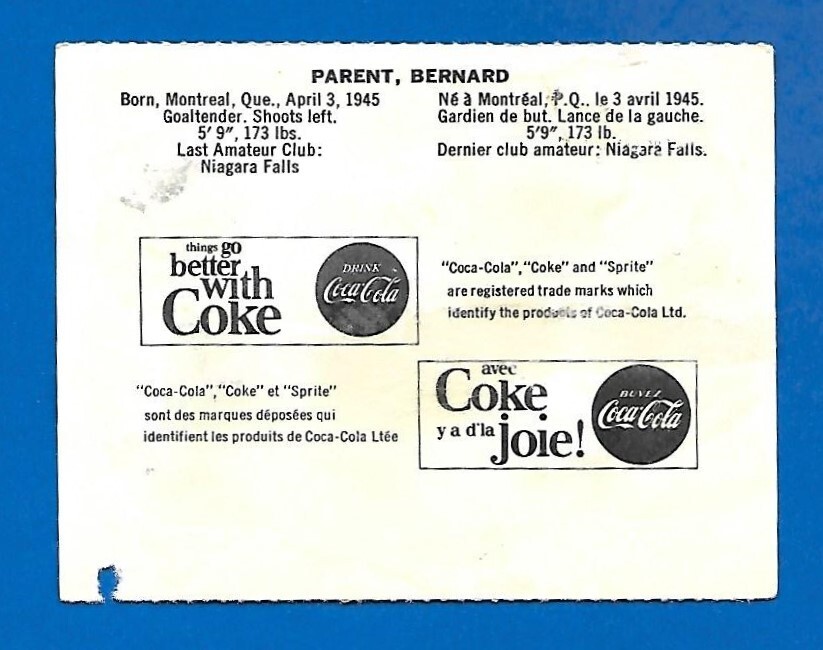 PARENT, BERNARD
Born, Montreal, Que., April 3, 1945
Goaltender. Shoots left.
5' 9", 173 lbs.
Last Amateur Club:
Niagara Falls
Né à Montréal, P.Q., le 3 avril 1945.
Gardien de but. Lance de la gauche.
5'9", 173 lb.
Dernier club amateur: Niagara Falls.
things go
better
with
Coke
DRINK
Coca-Cola
"Coca-Cola", "Coke" and "Sprite"
are registered trade marks which
identify the products of Coca-Cola Ltd.
"Coca-Cola", "Coke" et "Sprite"
sont des marques déposées qui
identifient les produits de Coca-Cola Ltée
avec
Coke
y a d'la
joie!
BUVEZ
Coca-Cola